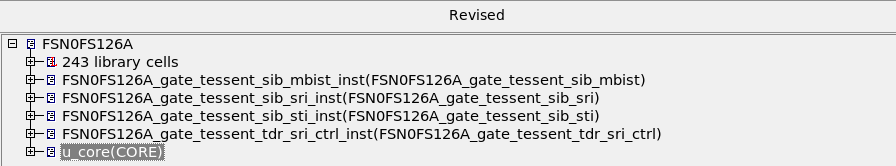 Revised
FSN0FS126A
243 library cells
FSN0FS126A_gate_tessent_sib_mbist_inst(FSN0FS126A_gate_tessent_sib_mbist)
FSN0FS126A_gate_tessent_sib_sri_inst(FSN0FS126A_gate_tessent_sib_sri)
FSN0FS126A_gate_tessent_sib_sti_inst(FSN0FS126A_gate_tessent_sib_sti)
FSN0FS126A_gate_tessent_tdr_sri_ctrl_inst(FSN0FS126A_gate_tessent_tdr_sri_ctrl)
u_core(CORE)